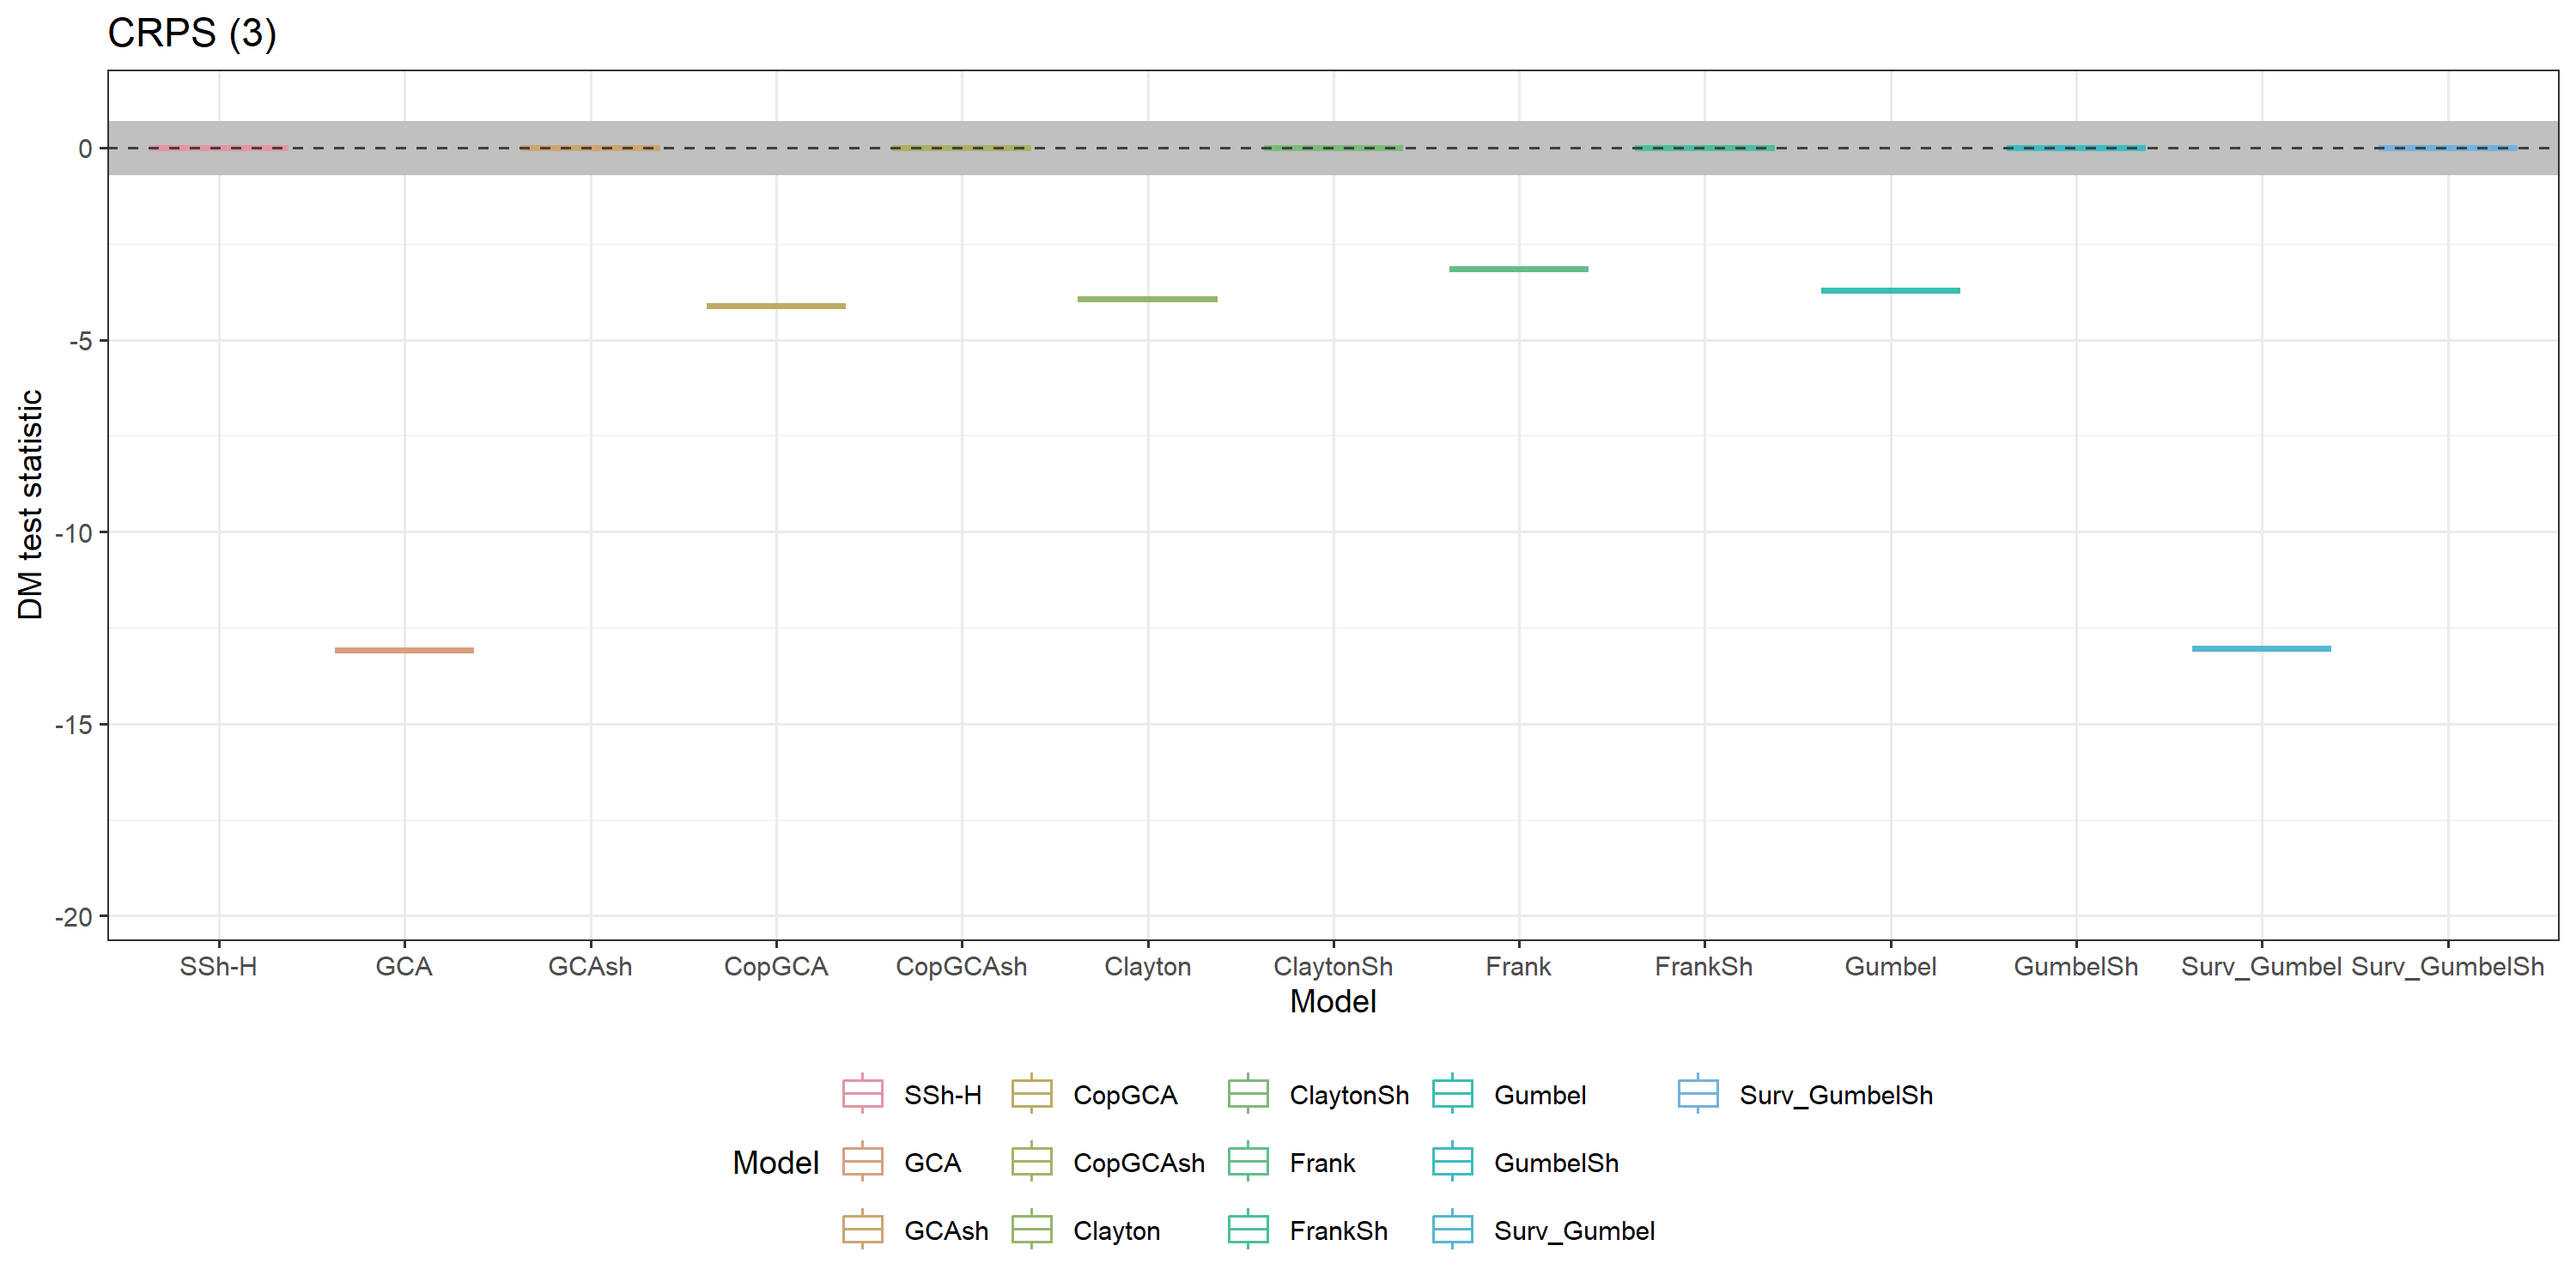 CRPS (3)
DM test statistic
0
-5
-10
-15
-20
SSh-H GCA GCAsh CopGCA CopGCAsh Clayton ClaytonSh Frank FrankSh Gumbel GumbelSh Surv_Gumbel Surv_GumbelSh
Model
Model
SSh-H CopGCA ClaytonSh Gumbel Surv_GumbelSh
GCA CopGCAsh Frank GumbelSh
GCAsh Clayton FrankSh Surv_Gumbel